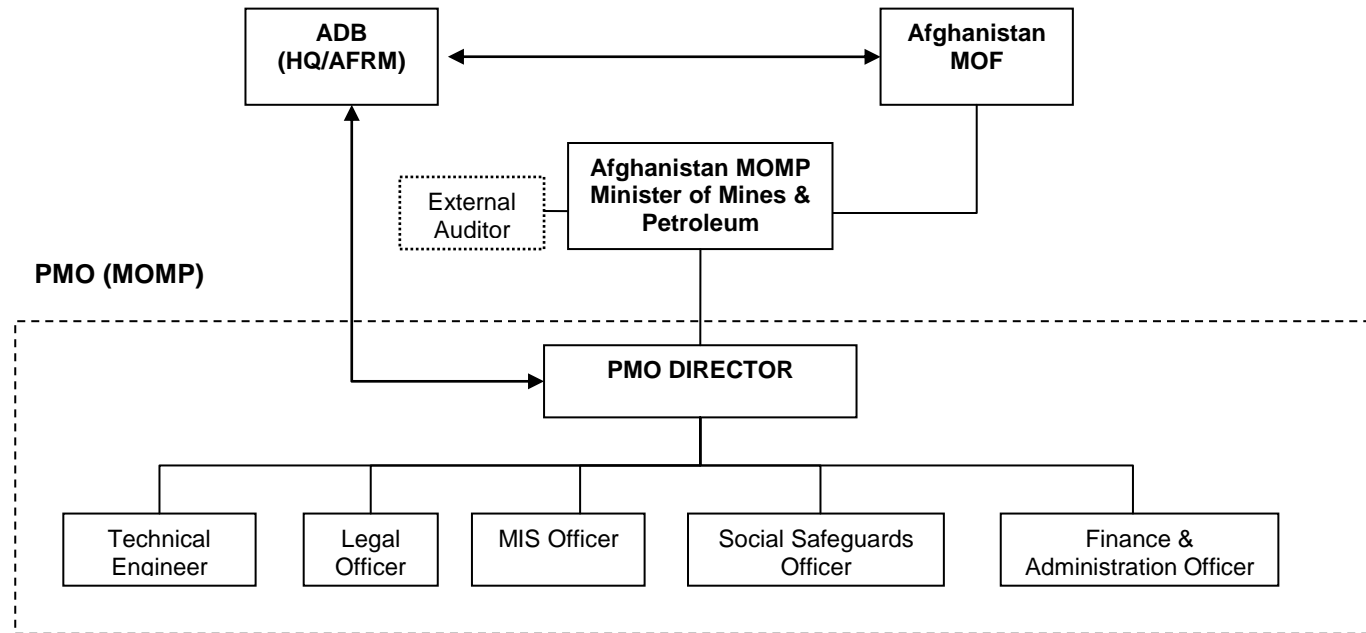 ADB
(HQ/AFRM)
Afghanistan
MOF
Afghanistan MOMP
Minister of Mines &
Petroleum
External
Auditor
PMO (MOMP)
PMO DIRECTOR
Technical
Engineer
Legal
Officer
MIS Officer
Social Safeguards
Officer
Finance &
Administration Officer